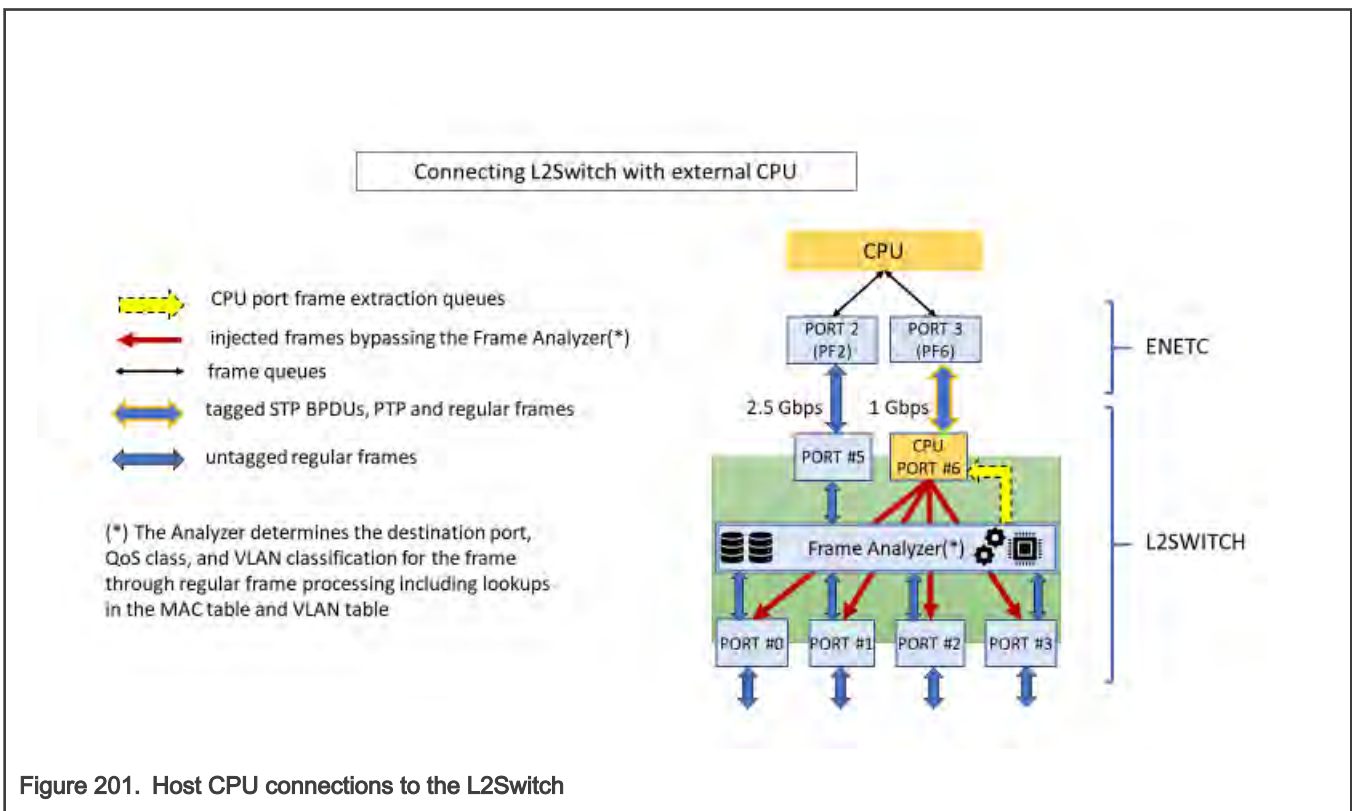 Connecting L2Switch with external CPU
CPU port frame extraction queues
injected frames bypassing the Frame Analyzer(*)
frame queues
tagged STP BPDUs, PTP and regular frames
untagged regular frames
(*) The Analyzer determines the destination port,
QoS class, and VLAN classification for the frame
through regular frame processing including lookups
in the MAC table and VLAN table
CPU
PORT 2
(PF2)
PORT 3
(PF6)
ENETC
2.5 Gbps
1 Gbps
PORT #5
CPU
PORT #6
Frame Analyzer(*)
L2SWITCH
PORT #0
PORT #1
PORT #2
PORT #3
Figure 201. Host CPU connections to the L2Switch